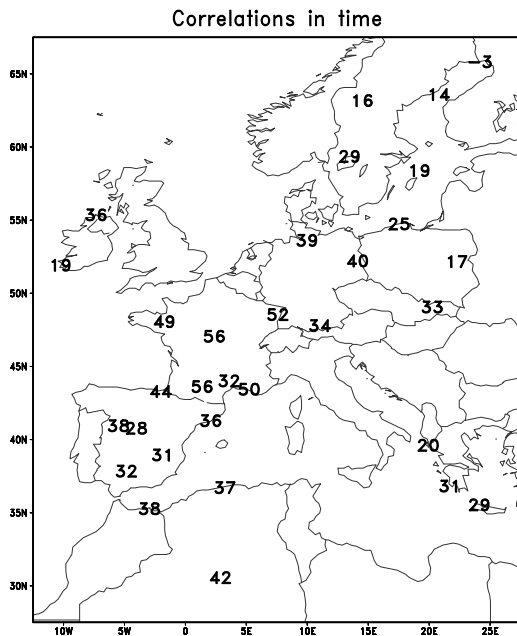 Correlations in time
65N
-3
16
14
60N
29
19
36
55N
25
39
19
40
17
50N
33
52
49
34
56
45N
32
56
50
44
36
38
28
40N
20
39
32
31
37
35N
35
29
42
30N
10W
5W
0
5E
10E
15E
20E
25E